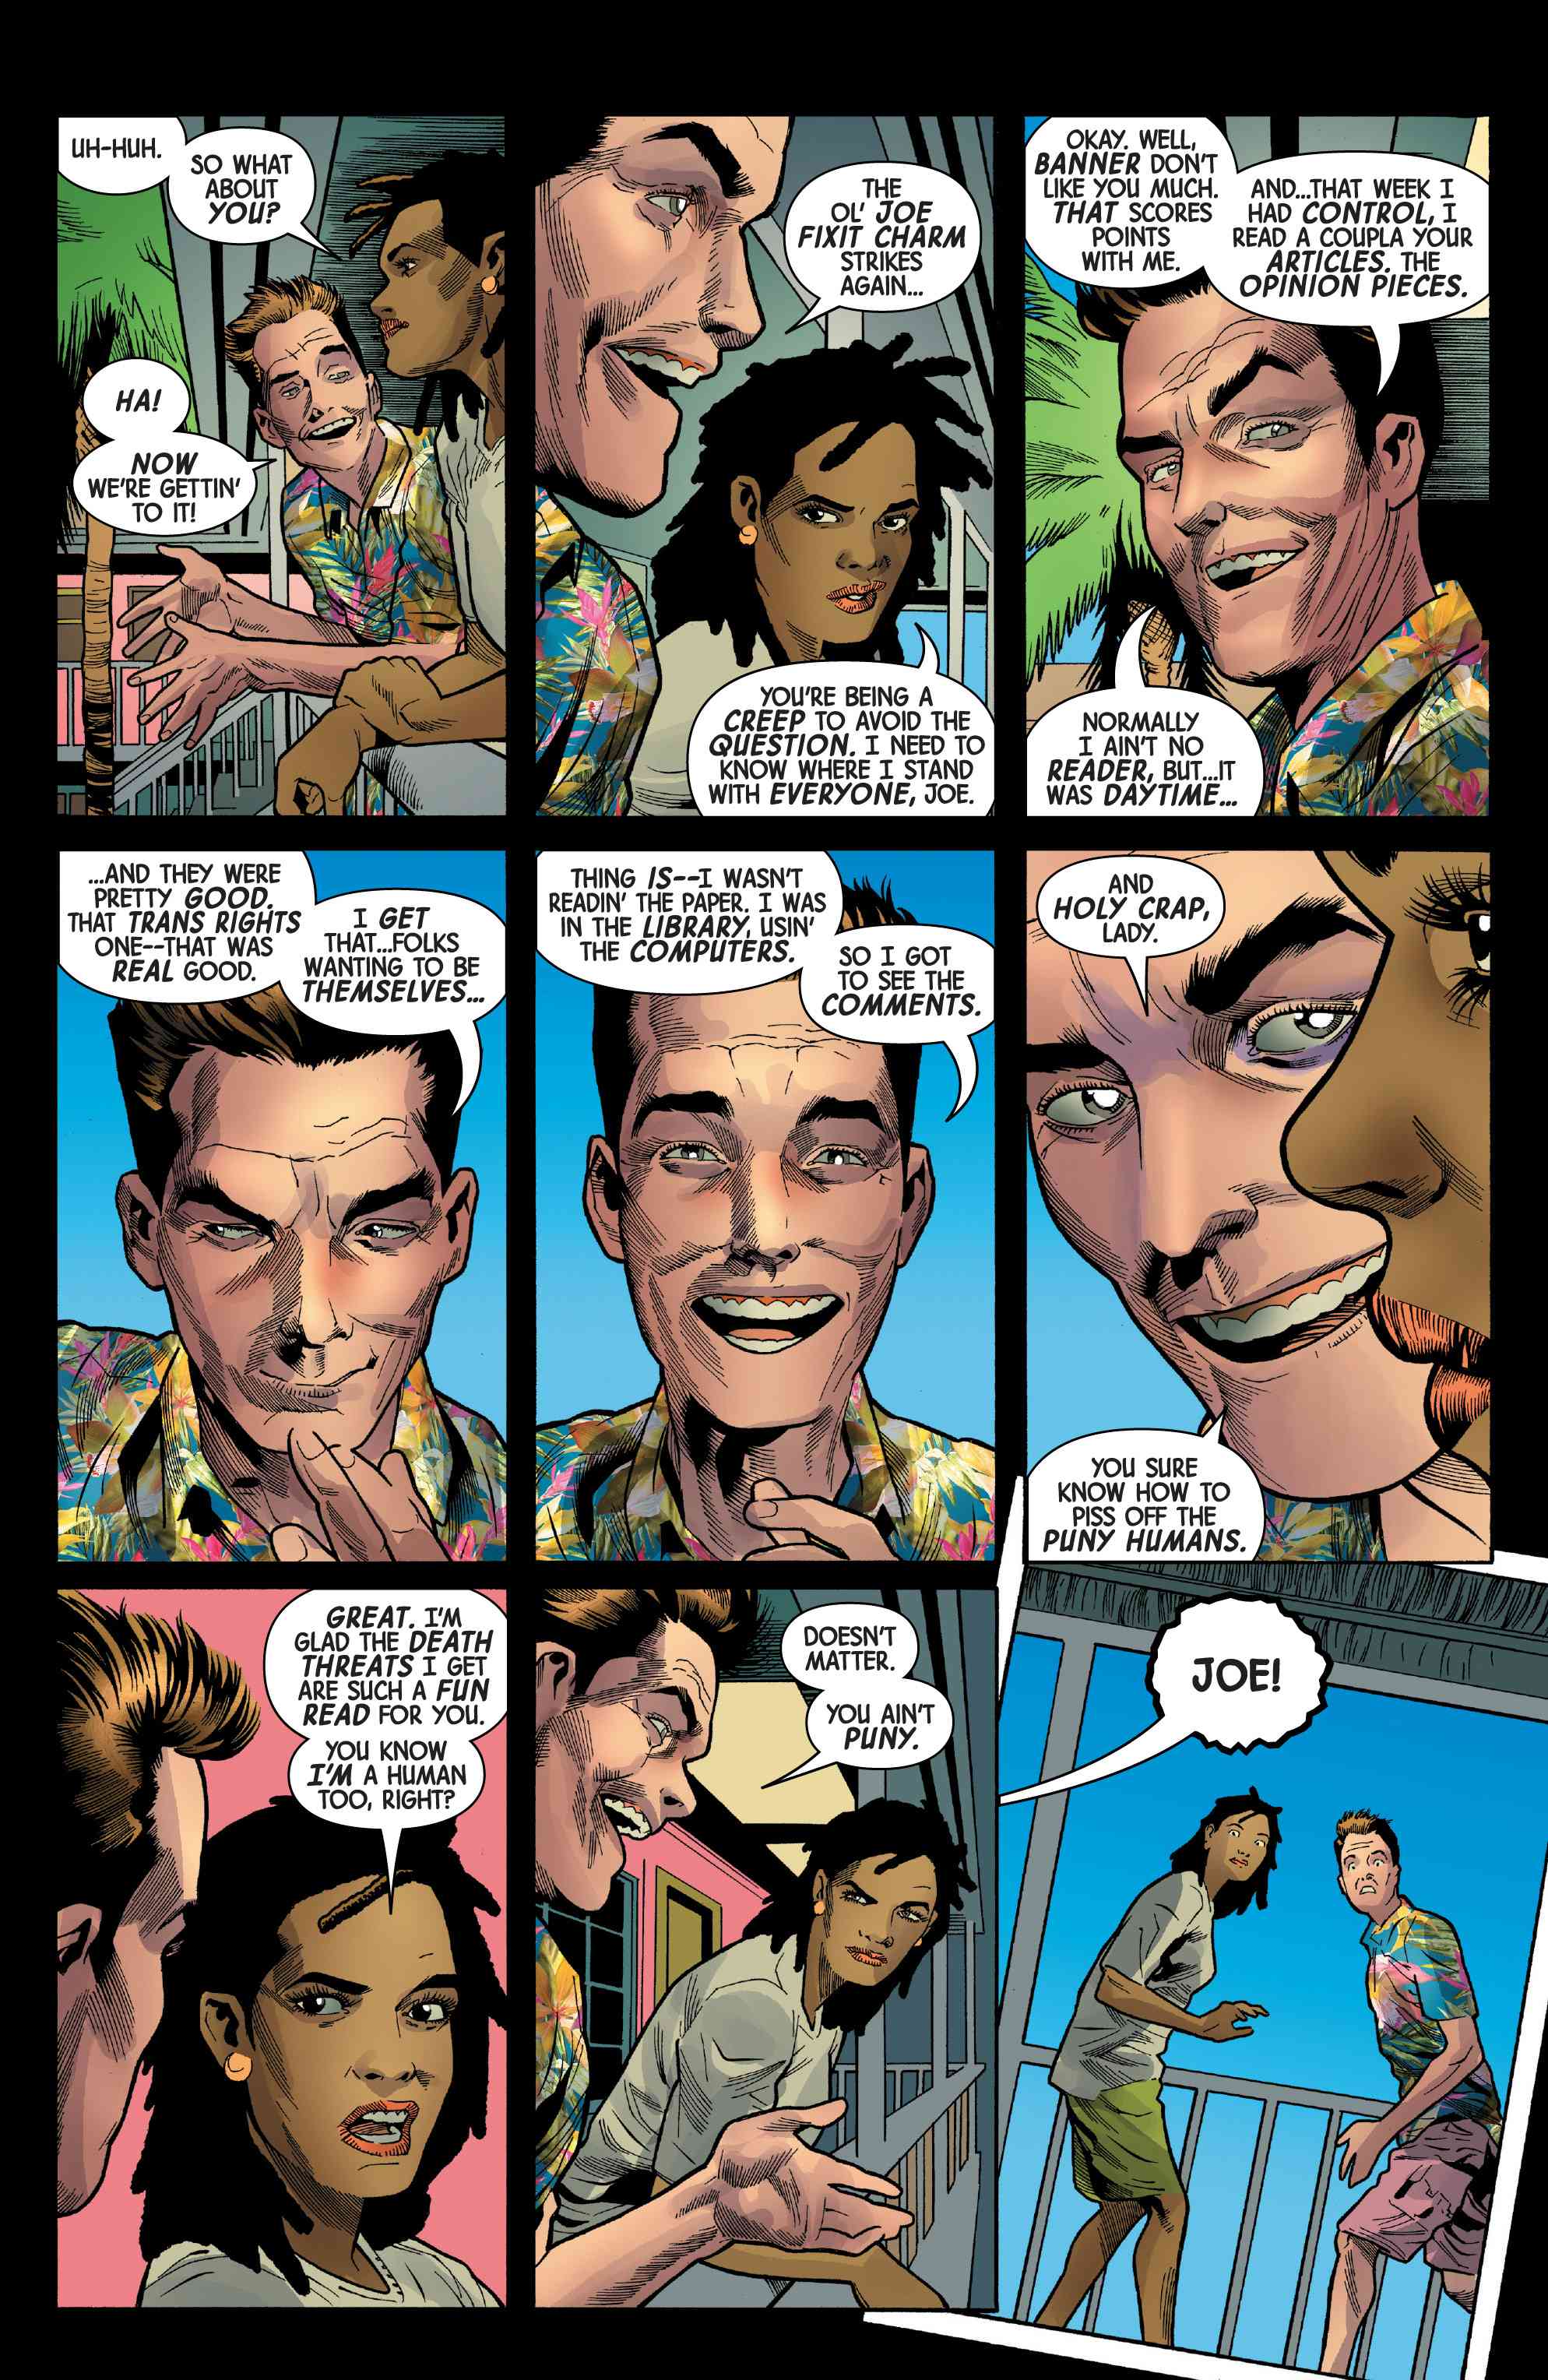 UH-HUH.
SO WHAT
ABOUT
YOU?
HA!
NOW
WE'RE GETTIN'
TO IT!
THE
OL' JOE
FIXIT CHARM
STRIKES
AGAIN...
YOU'RE BEING A
CREEP TO AVOID THE
QUESTION. I NEED TO
KNOW WHERE I STAND
WITH EVERYONE, JOE.
OKAY. WELL,
BANNER DON'T
LIKE YOU MUCH.
THAT SCORES
POINTS
WITH ME.
AND...THAT WEEK I
HAD CONTROL, I
READ A COUPLA YOUR
ARTICLES. THE
OPINION PIECES.
NORMALLY
I AIN'T NO
READER, BUT...IT
WAS DAYTIME...
...AND THEY WERE
PRETTY GOOD.
THAT TRANS RIGHTS
ONE--THAT WAS
REAL GOOD.
I GET
THAT...FOLKS
WANTING TO BE
THEMSELVES...
THING IS--I WASN'T
READIN' THE PAPER. I WAS
IN THE LIBRARY, USIN'
THE COMPUTERS.
SO I GOT
TO SEE THE
COMMENTS.
AND
HOLY CRAP,
LADY.
YOU SURE
KNOW HOW TO
PISS OFF THE
PUNY HUMANS.
GREAT. I'M
GLAD THE DEATH
THREATS I GET
ARE SUCH A FUN
READ FOR YOU.
YOU KNOW
I'M A HUMAN
TOO, RIGHT?
DOESN'T
MATTER.
YOU AIN'T
PUNY.
JOE!